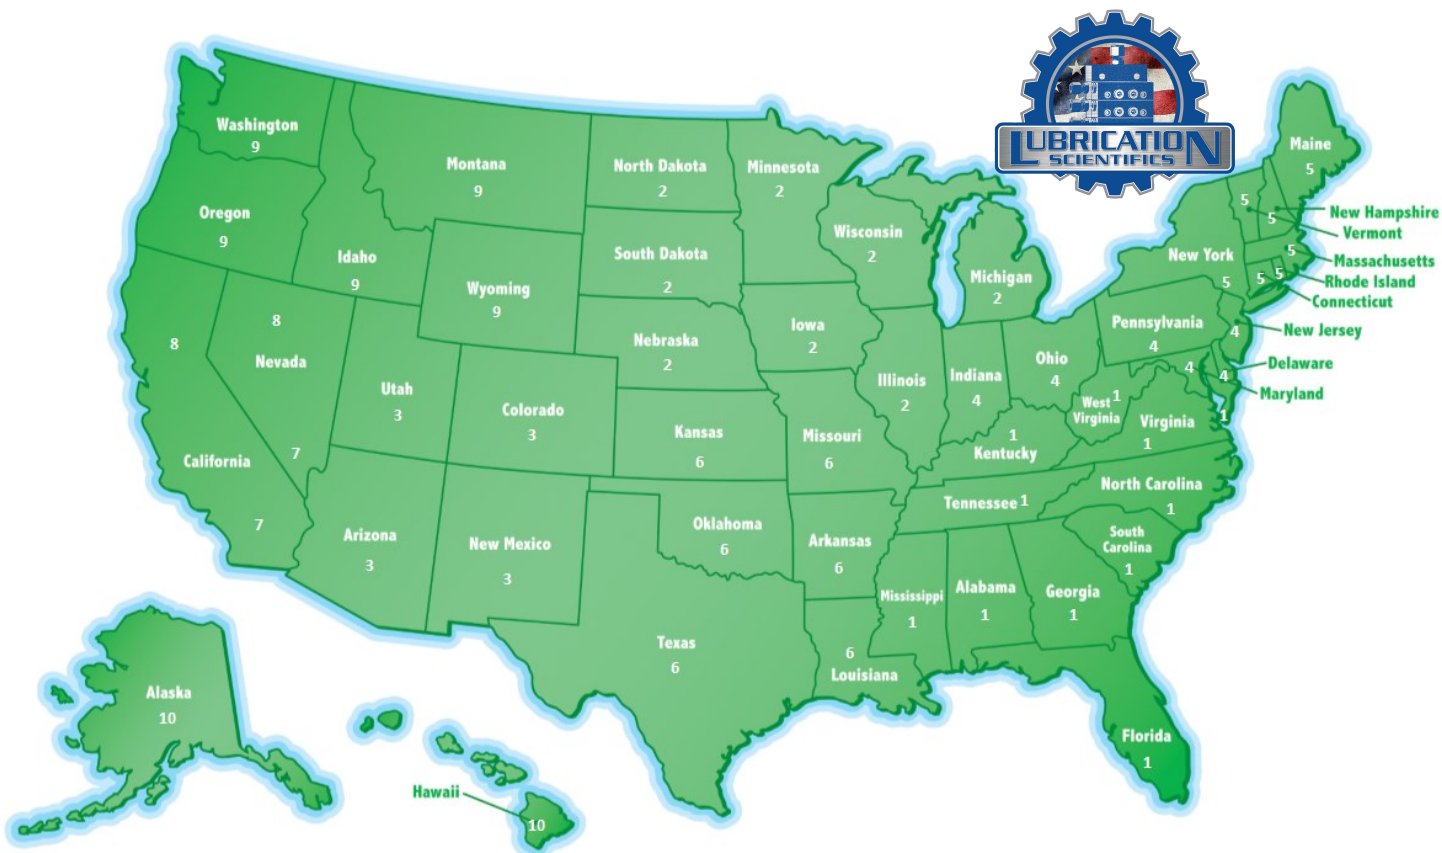 LUBRICATION
SCIENTIFICS
Washington
9
Oregon
9
Idaho
9
Montana
9
Wyoming
9
North Dakota
2
South Dakota
2
Nebraska
2
Minnesota
2
Iowa
2
Wisconsin
2
Illinois
2
Michigan
2
Indiana
4
Ohio
4
Pennsylvania
4
New York
5
Maine
5
5
5
New Hampshire
Vermont
5
Massachusetts
5
5
Rhode Island
Connecticut
4
New Jersey
4
Delaware
4
Maryland
1
West
Virginia
1
Virginia
1
Kentucky
1
Tennessee 1
North Carolina
1
South
Carolina
1
Georgia
1
Alabama
1
Mississippi
1
Florida
1
8
California
7
8
Nevada
7
Utah
3
Colorado
3
Arizona
3
New Mexico
3
Kansas
6
Missouri
6
Oklahoma
6
Arkansas
6
Texas
6
6
Louisiana
Alaska
10
Hawaii
10